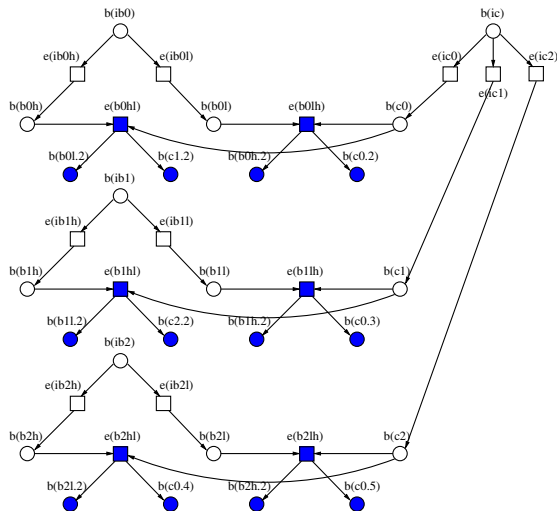 b(ib0) b(ic)
e(ib0h) e(ib0l) e(ic0) e(ic2)
e(ic1)
b(b0h) e(b0hl) b(b0l) e(b0lh) b(c0)
b(b0l.2) b(c1.2) b(b0h.2) b(c0.2)
b(ib1)
e(ib1h) e(ib1l)
b(b1h) e(b1hl) b(b1l) e(b1lh) b(c1)
b(b1l.2) b(c2.2) b(b1h.2) b(c0.3)
b(ib2)
e(ib2h) e(ib2l)
b(b2h) e(b2hl) b(b2l) e(b2lh) b(c2)
b(b2l.2) b(c0.4) b(b2h.2) b(c0.5)